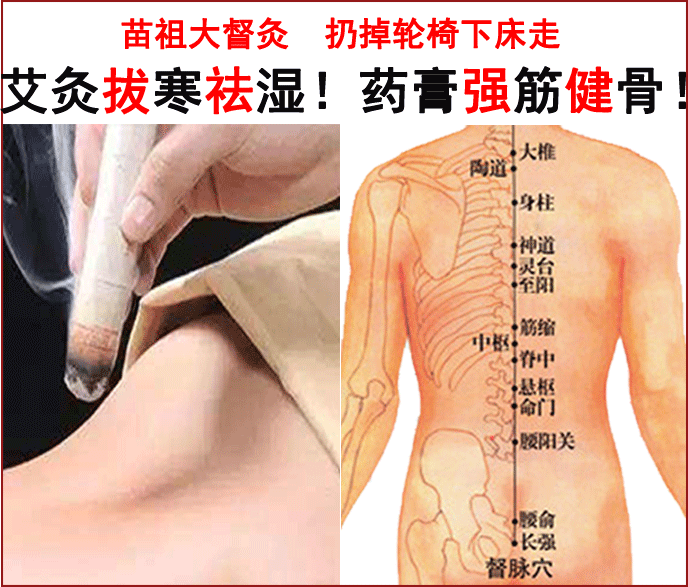 苗祖大督灸 扔掉轮椅下床走
艾灸拔寒祛湿！药膏强筋健骨！
大椎
陶道
身柱
神道
灵台
至阳
筋缩
中枢
脊中
悬枢
命门
腰阳关
腰俞
长强
督脉穴